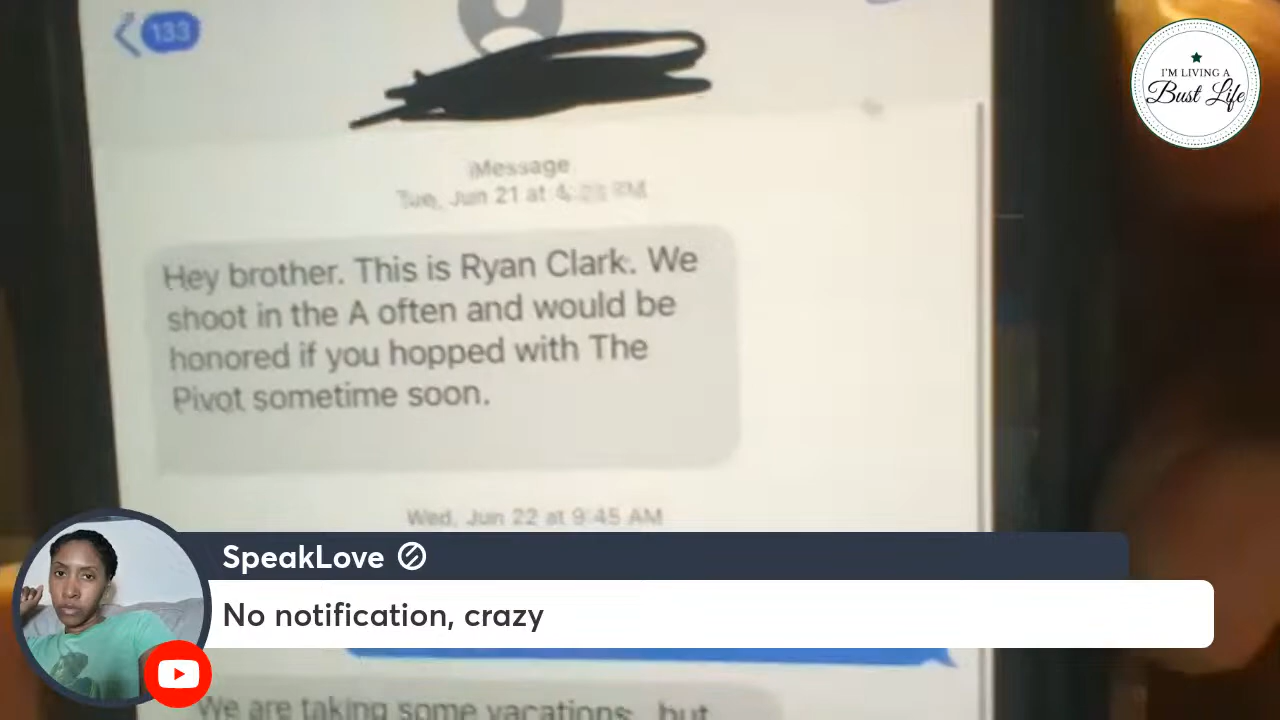 133
I'M LIVING A
Bust Life
iMessage
Tue, Jun 21 at 4:
Hey brother. This is Ryan Clark. We
shoot in the A often and would be
honored if you hopped with The
Pivot sometime soon.
Wed, Jun 22 at 9:45 AM
SpeakLove
No notification, crazy
We are taking some vacations, but